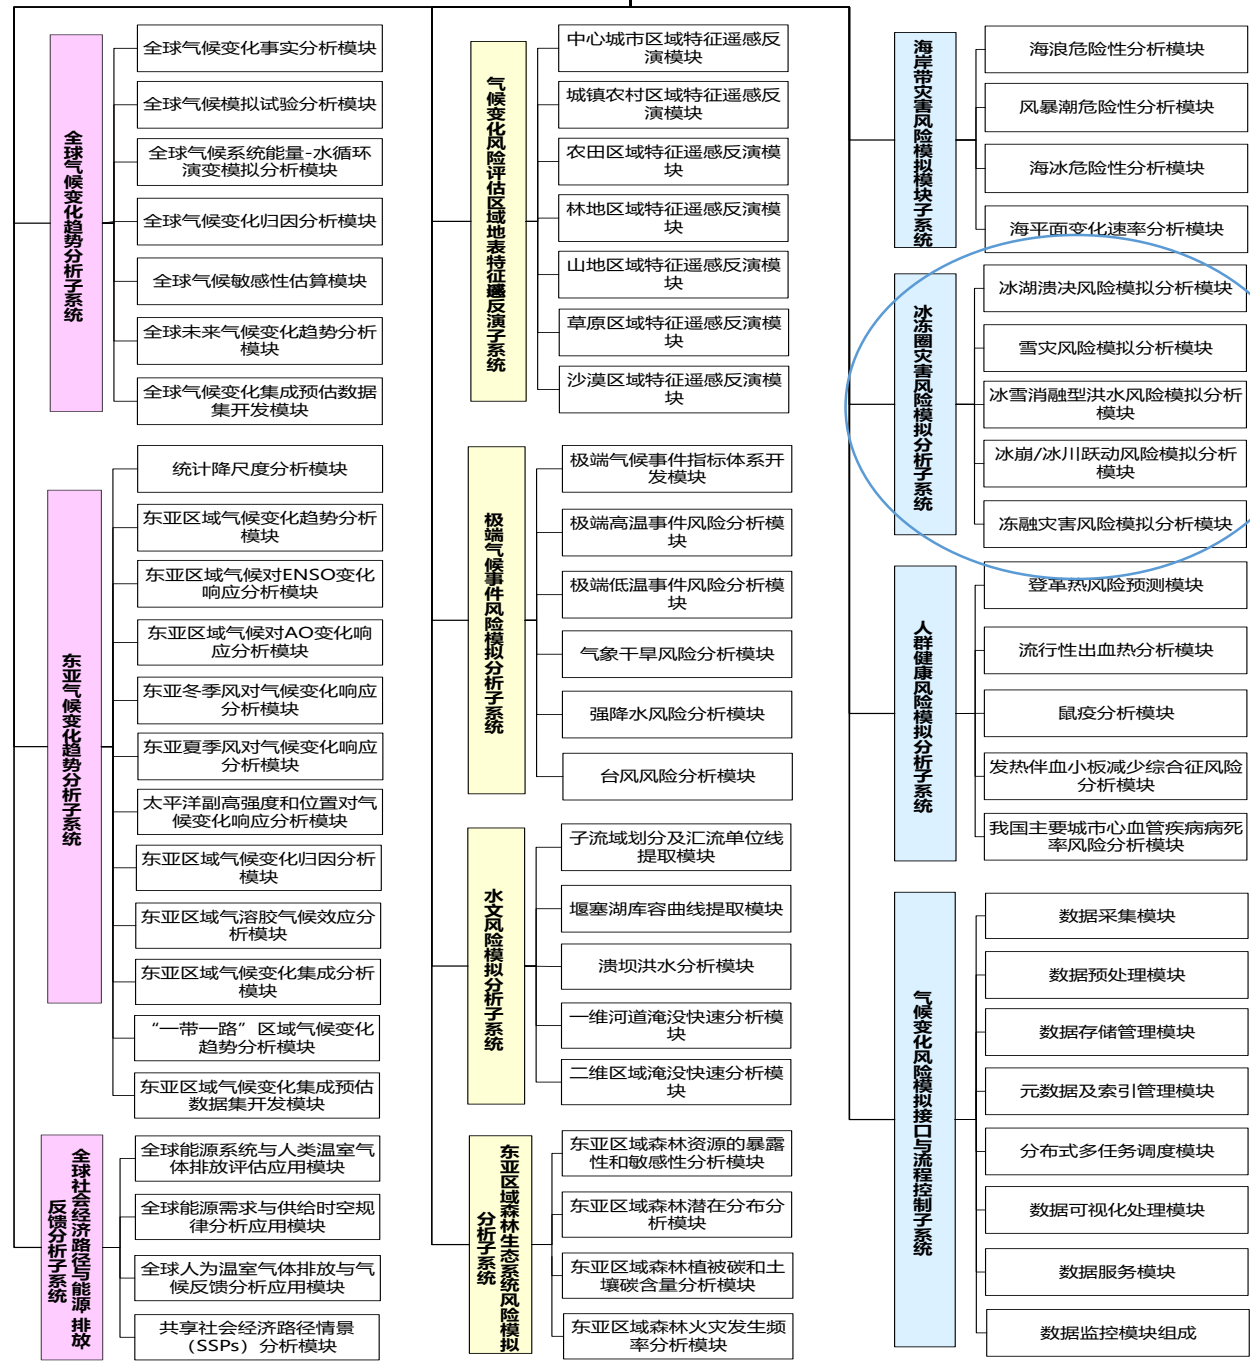 全球气候变化趋势分析子系统
全球气候变化事实分析模块
全球气候模拟试验分析模块
全球气候系统能量-水循环
演变模拟分析模块
全球气候变化归因分析模块
全球气候敏感性估算模块
全球未来气候变化趋势分析
模块
全球气候变化集成预估数据
集开发模块
东亚气候变化趋势分析子系统
统计降尺度分析模块
东亚区域气候变化趋势分析
模块
东亚区域气候对ENSO变化
响应分析模块
东亚区域气候对AO变化响
应分析模块
东亚冬季风对气候变化响应
分析模块
东亚夏季风对气候变化响应
分析模块
太平洋副高强度和位置对气
候变化响应分析模块
东亚区域气候变化归因分析
模块
东亚区域气溶胶气候效应分
析模块
东亚区域气候变化集成分析
模块
“一带一路”区域气候变化
趋势分析模块
东亚区域气候变化集成预估
数据集开发模块
全球社会经济路径与能源、排放
反馈分析子系统
全球能源系统与人类温室气
体排放评估应用模块
全球能源需求与供给时空规
律分析应用模块
全球人为温室气体排放与气
候反馈分析应用模块
共享社会经济路径情景
（SSPs）分析模块
气候变化风险评估区域地表特征遥感反演子系统
中心城市区域特征遥感反
演模块
城镇农村区域特征遥感反
演模块
农田区域特征遥感反演模
块
林地区域特征遥感反演模
块
山地区域特征遥感反演模
块
草原区域特征遥感反演模
块
沙漠区域特征遥感反演模
块
极端气候事件风险模拟分析子系统
极端气候事件指标体系开
发模块
极端高温事件风险分析模
块
极端低温事件风险分析模
块
气象干旱风险分析模块
强降水风险分析模块
台风风险分析模块
水文风险模拟分析子系统
子流域划分及汇流单位线
提取模块
堰塞湖库容曲线提取模块
溃坝洪水分析模块
一维河道淹没快速分析模
块
二维区域淹没快速分析模
块
东亚区域森林生态系统风险模拟
分析子系统
东亚区域森林资源的暴露
性和敏感性分析模块
东亚区域森林潜在分布分
析模块
东亚区域森林植被碳和土
壤碳含量分析模块
东亚区域森林火灾发生频
率分析模块
海岸带灾害风险模拟模块子系统
海浪危险性分析模块
风暴潮危险性分析模块
海冰危险性分析模块
海平面变化速率分析模块
冰冻圈灾害风险模拟分析子系统
冰湖溃决风险模拟分析模块
雪灾风险模拟分析模块
冰雪消融型洪水风险模拟分析
模块
冰崩/冰川跃动风险模拟分析
模块
冻融灾害风险模拟分析模块
人群健康风险模拟分析子系统
登革热风险预测模块
流行性出血热分析模块
鼠疫分析模块
发热伴血小板减少综合征风险
分析模块
我国主要城市心血管疾病病死
率风险分析模块
气候变化风险模拟接口与流程控制子系统
数据采集模块
数据预处理模块
数据存储管理模块
元数据及索引管理模块
分布式多任务调度模块
数据可视化处理模块
数据服务模块
数据监控模块组成